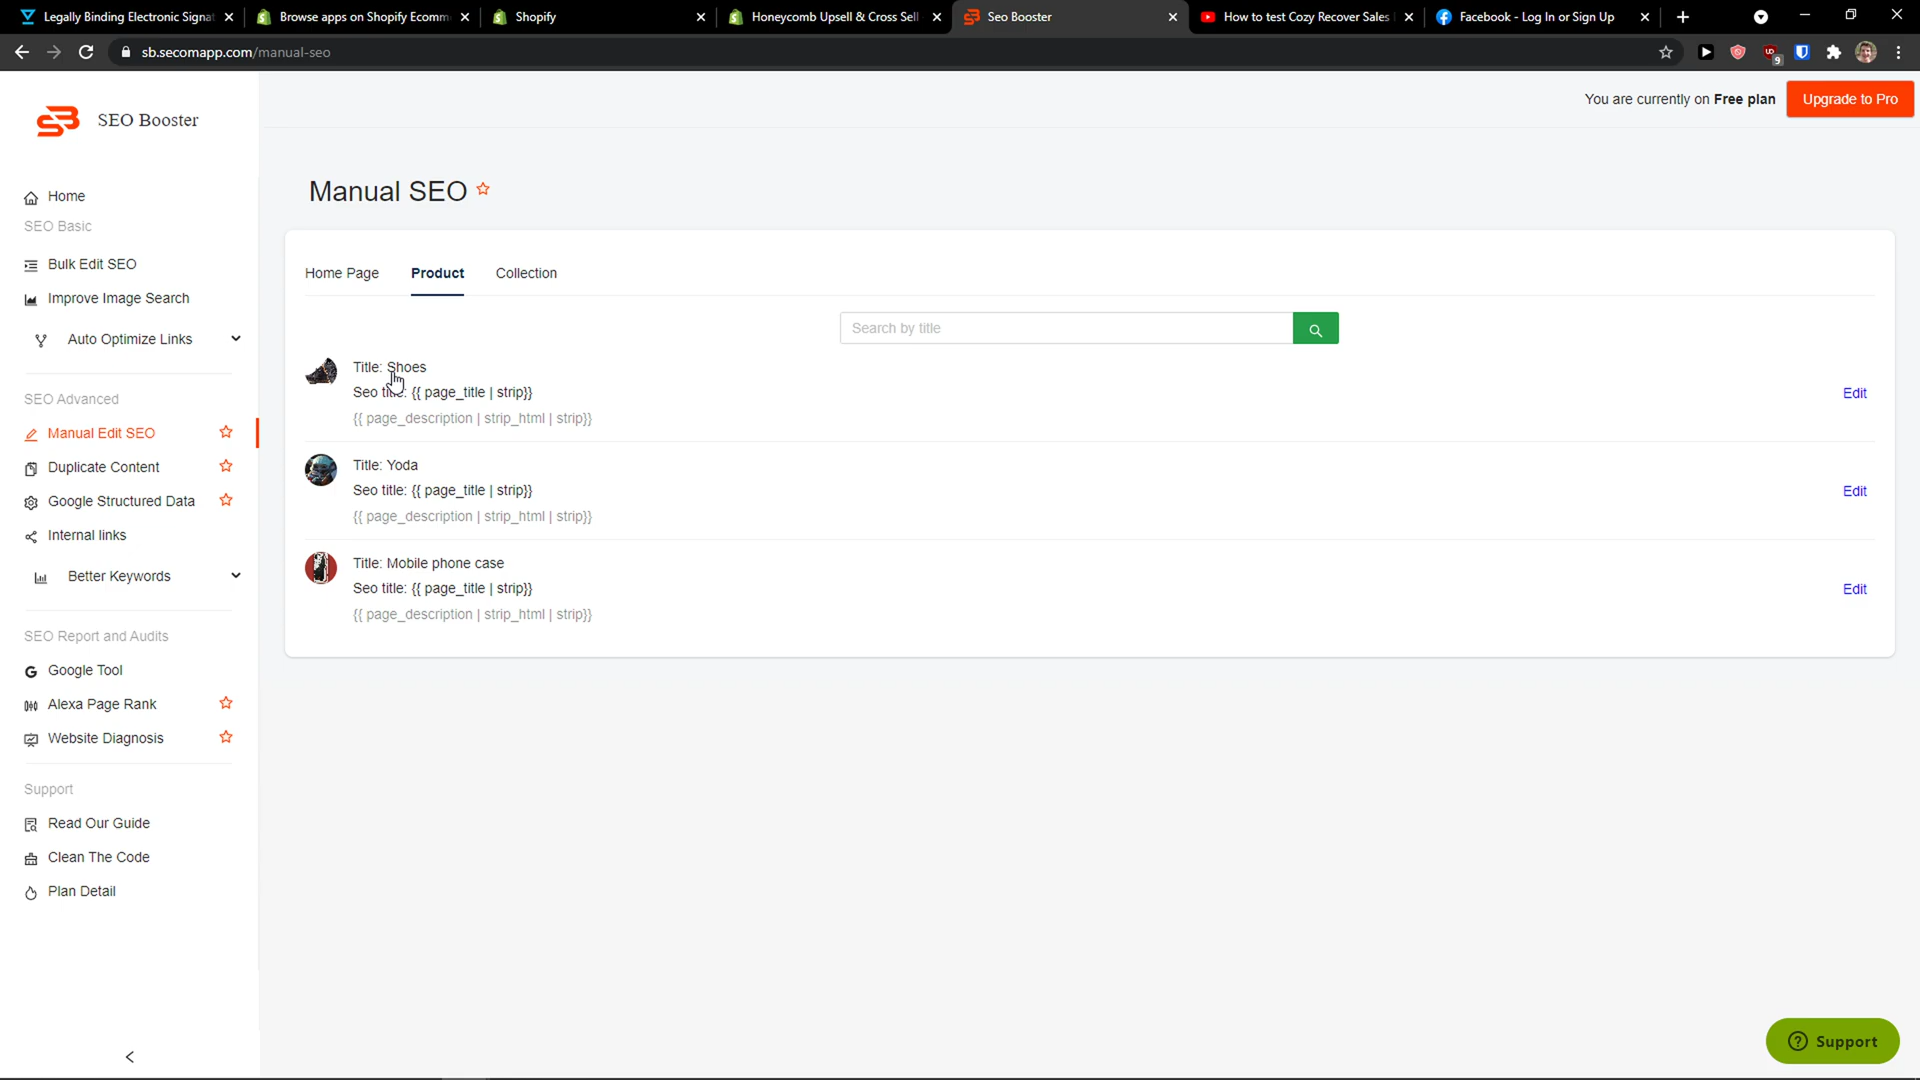 Legally Binding Electronic Signat
Browse apps on Shopify Ecomm
Shopify
Honeycomb Upsell & Cross Sell
Seo Booster
How to test Cozy Recover Sales
Facebook - Log In or Sign Up
sb.secomapp.com/manual-seo
9
SEO Booster
You are currently on Free plan
Upgrade to Pro
Home
SEO Basic
Bulk Edit SEO
Improve Image Search
Auto Optimize Links
SEO Advanced
Manual Edit SEO
Duplicate Content
Google Structured Data
Internal links
Better Keywords
SEO Report and Audits
Google Tool
Alexa Page Rank
Website Diagnosis
Support
Read Our Guide
Clean The Code
Plan Detail
Manual SEO
Home Page
Product
Collection
Search by title
Title: Shoes
Seo title: {{ page_title | strip}}
{{ page_description | strip_html | strip}}
Edit
Title: Yoda
Seo title: {{ page_title | strip}}
{{ page_description | strip_html | strip}}
Edit
Title: Mobile phone case
Seo title: {{ page_title | strip}}
{{ page_description | strip_html | strip}}
Edit
Support